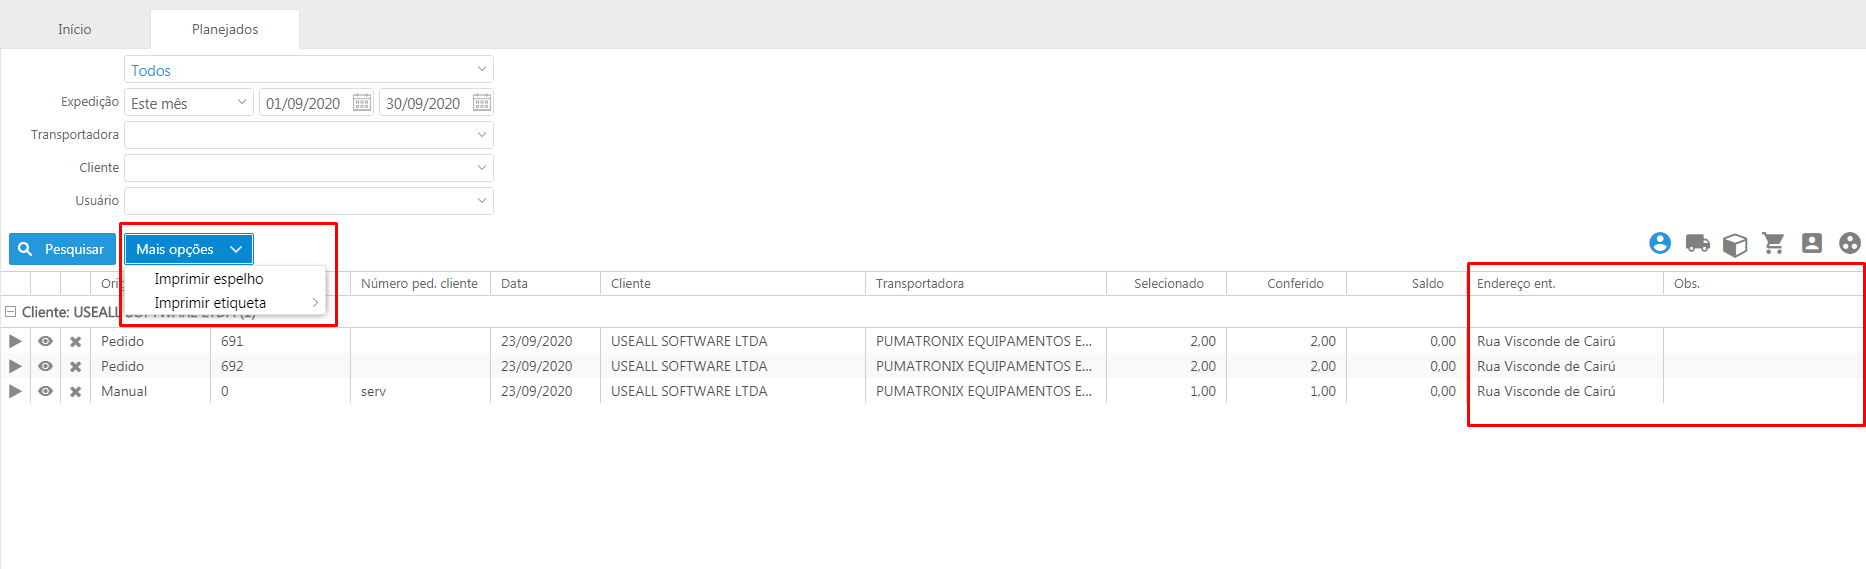 Início Planejados
Todos
Expedição Este mês 01/09/2020 30/09/2020
Transportadora
Cliente
Usuário
Pesquisar Mais opções
Imprimir espelho
Imprimir etiqueta
Número ped. cliente Data Cliente Transportadora Selecionado Conferido Saldo Endereço ent. Obs.
Cliente: USEALL SOFTWARE LTDA (1)
Pedido 691 23/09/2020 USEALL SOFTWARE LTDA PUMATRONIX EQUIPAMENTOS E... 2,00 2,00 0,00 Rua Visconde de Cairú
Pedido 692 23/09/2020 USEALL SOFTWARE LTDA PUMATRONIX EQUIPAMENTOS E... 2,00 2,00 0,00 Rua Visconde de Cairú
Manual 0 serv 23/09/2020 USEALL SOFTWARE LTDA PUMATRONIX EQUIPAMENTOS E... 1,00 1,00 0,00 Rua Visconde de Cairú